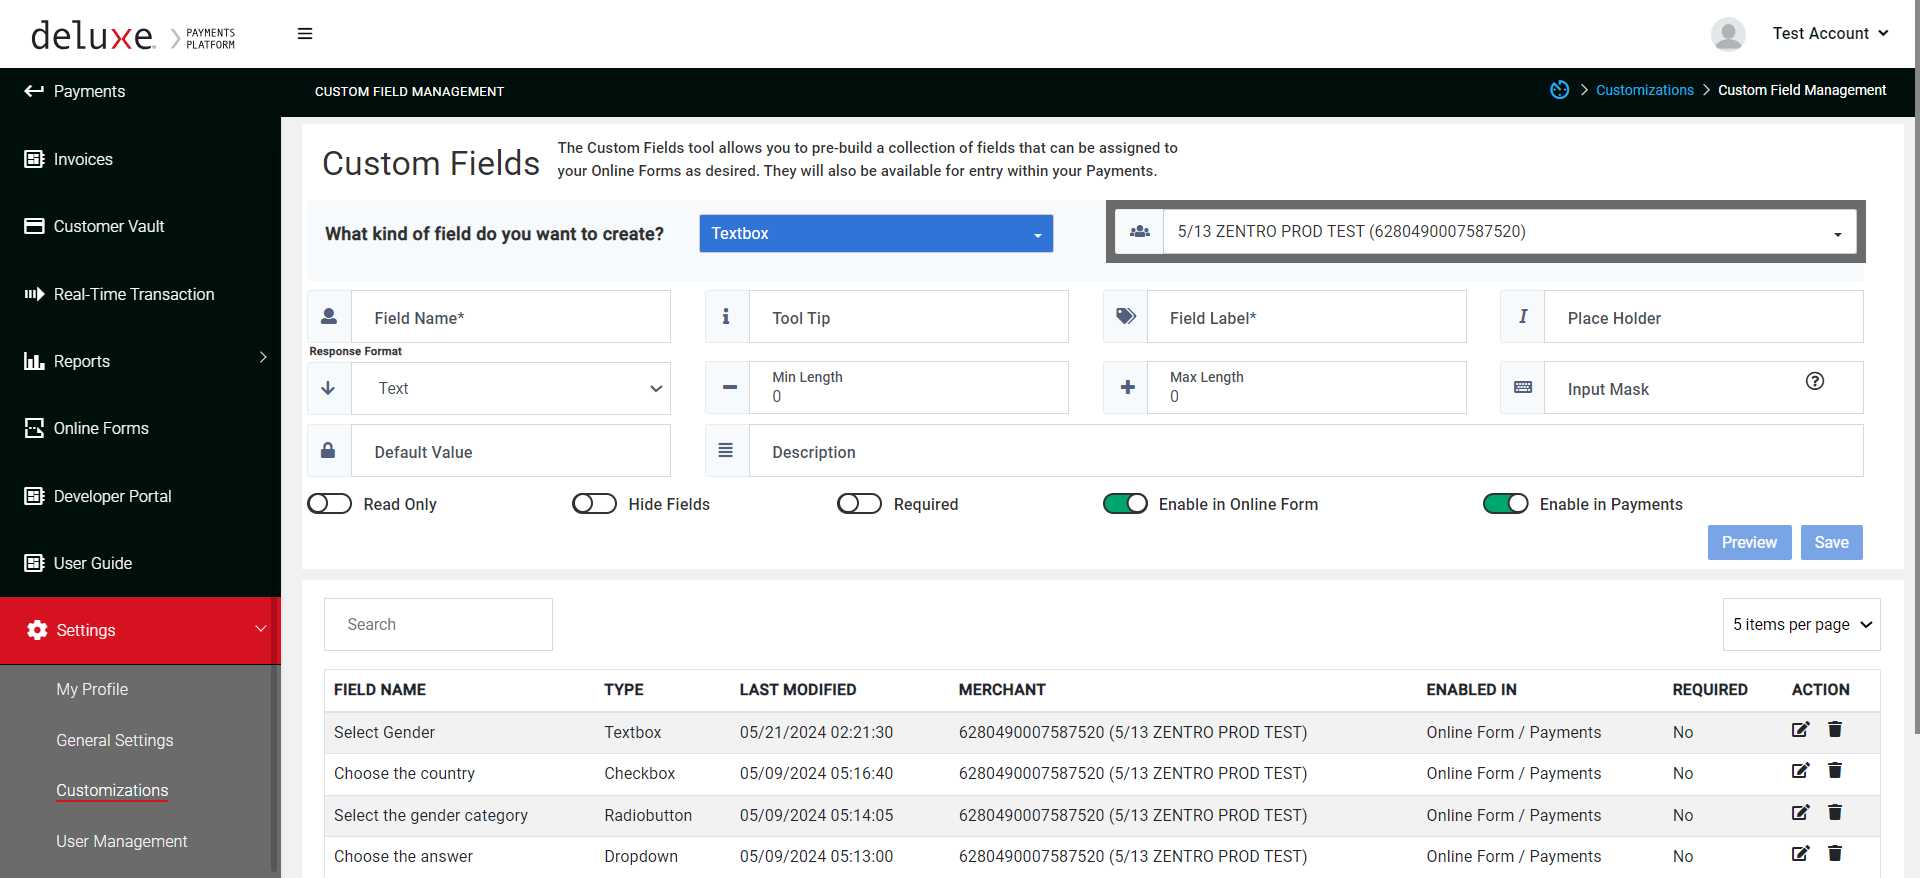 deluxe. PAYMENTS PLATFORM
Test Account
Payments
CUSTOM FIELD MANAGEMENT
Customizations
Custom Field Management
Invoices
Customer Vault
Real-Time Transaction
Reports
Online Forms
Developer Portal
User Guide
Settings
My Profile
General Settings
Customizations
User Management
Custom Fields
The Custom Fields tool allows you to pre-build a collection of fields that can be assigned to
your Online Forms as desired. They will also be available for entry within your Payments.
What kind of field do you want to create?
Textbox
5/13 ZENTRO PROD TEST (6280490007587520)
Field Name*
Tool Tip
Field Label*
Place Holder
Response Format
Text
Min Length
0
Max Length
0
Input Mask
Default Value
Description
Read Only
Hide Fields
Required
Enable in Online Form
Enable in Payments
Preview
Save
Search
5 items per page
FIELD NAME TYPE LAST MODIFIED MERCHANT ENABLED IN REQUIRED ACTION
Select Gender Textbox 05/21/2024 02:21:30 6280490007587520 (5/13 ZENTRO PROD TEST) Online Form / Payments No
Choose the country Checkbox 05/09/2024 05:16:40 6280490007587520 (5/13 ZENTRO PROD TEST) Online Form / Payments No
Select the gender category Radiobutton 05/09/2024 05:14:05 6280490007587520 (5/13 ZENTRO PROD TEST) Online Form / Payments No
Choose the answer Dropdown 05/09/2024 05:13:00 6280490007587520 (5/13 ZENTRO PROD TEST) Online Form / Payments No